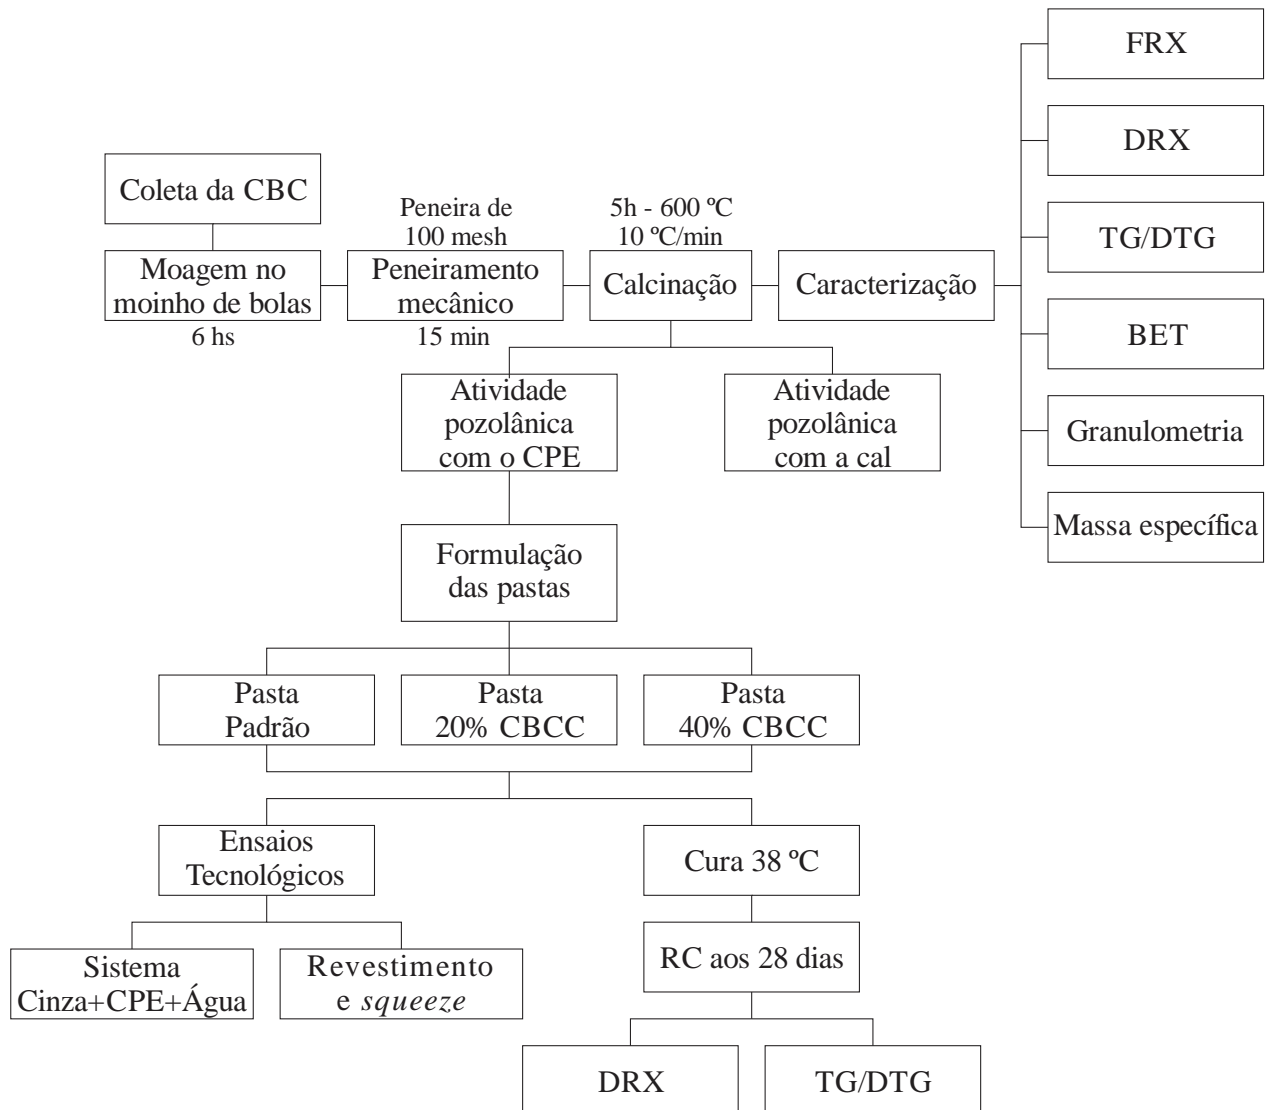 FRX
DRX
Coleta da CBC
Peneira de
100 mesh
5h - 600 ºC
10 ºC/min
TG/DTG
Moagem no
moinho de bolas
6 hs
Peneiramento
mecânico
15 min
Calcinação
Caracterização
BET
Atividade
pozolânica
com o CPE
Atividade
pozolânica
com a cal
Granulometria
Massa específica
Formulação
das pastas
Pasta
Padrão
Pasta
20% CBCC
Pasta
40% CBCC
Ensaios
Tecnológicos
Cura 38 ºC
Sistema
Cinza+CPE+Água
Revestimento
e squeeze
RC aos 28 dias
DRX
TG/DTG